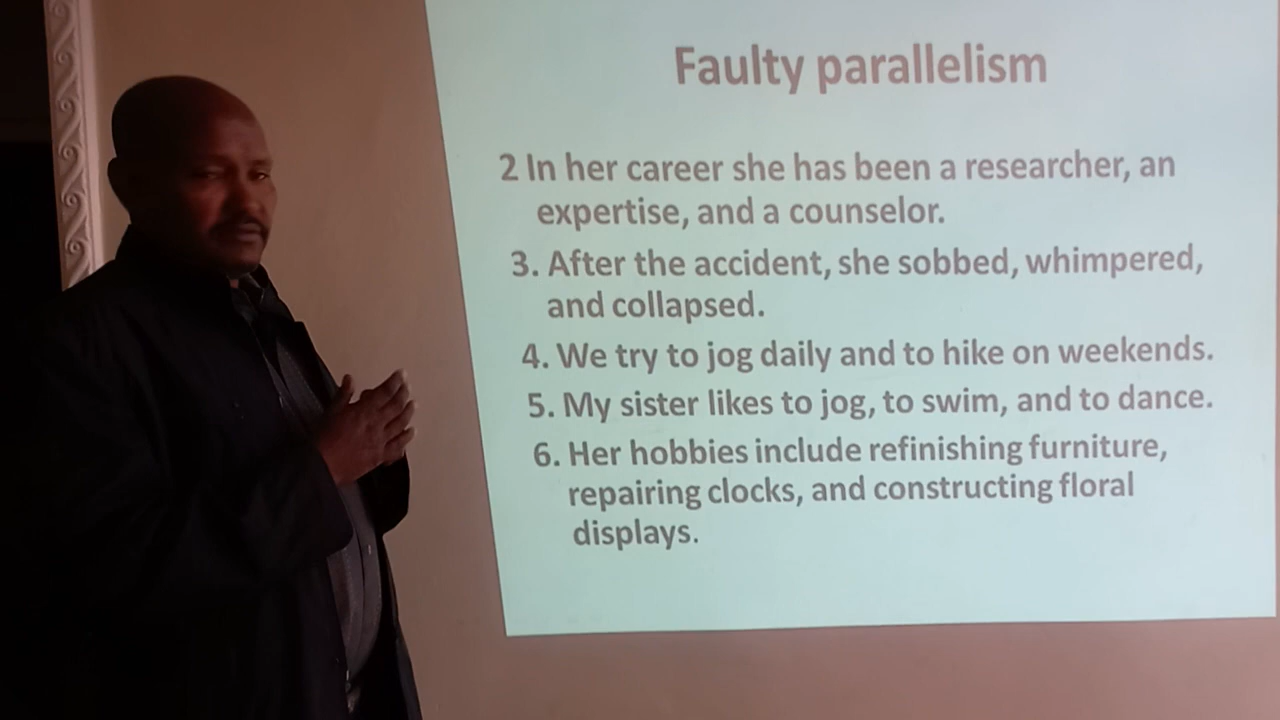 Faulty parallelism
2 In her career she has been a researcher, an
expertise, and a counselor.
3. After the accident, she sobbed, whimpered,
and collapsed.
4. We try to jog daily and to hike on weekends.
5. My sister likes to jog, to swim, and to dance.
6. Her hobbies include refinishing furniture,
repairing clocks, and constructing floral
displays.